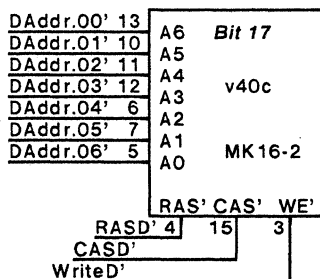 DAddr.00' 13 A6 Bit 17
DAddr.01' 10 A5
DAddr.02' 11 A4 v40c
DAddr.03' 12 A3
DAddr.04' 6 A2
DAddr.05' 7 A1 MK16-2
DAddr.06' 5 A0
RAS' CAS' WE'
RASD' 4 15 3
CASD'
WriteD'